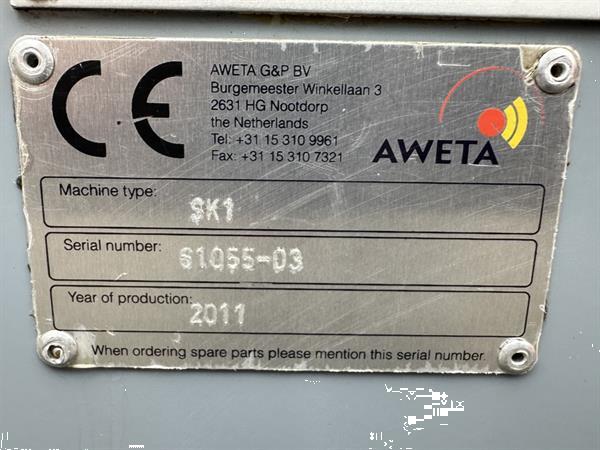 CE
AWETA G&P BV
Burgemeester Winkellaan 3
2631 HG Nootdorp
the Netherlands
Tel: +31 15 310 9961
Fax: +31 15 310 7321
AWETA
Machine type:
SK1
Serial number:
61055-03
Year of production:
2011
When ordering spare parts please mention this serial number.